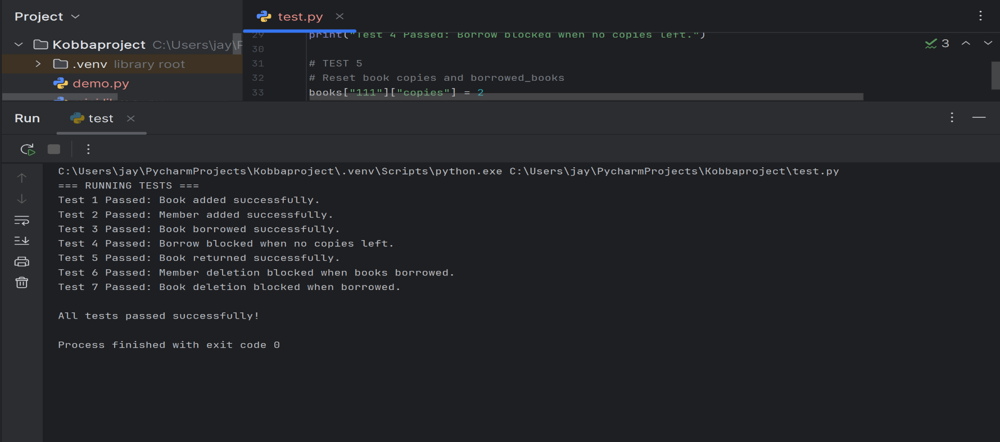 Project
test.py
Kobbaproject C:\Users\jay\P
.venv library root
demo.py
29 print("Test 4 Passed: Borrow blocked when no copies left.")
30
31 # TEST 5
32 # Reset book copies and borrowed_books
33 books["111"]["copies"] = 2
3
Run
test
C:\Users\jay\PycharmProjects\Kobbaproject\.venv\Scripts\python.exe C:\Users\jay\PycharmProjects\Kobbaproject\test.py
=== RUNNING TESTS ===
Test 1 Passed: Book added successfully.
Test 2 Passed: Member added successfully.
Test 3 Passed: Book borrowed successfully.
Test 4 Passed: Borrow blocked when no copies left.
Test 5 Passed: Book returned successfully.
Test 6 Passed: Member deletion blocked when books borrowed.
Test 7 Passed: Book deletion blocked when borrowed.
All tests passed successfully!
Process finished with exit code 0